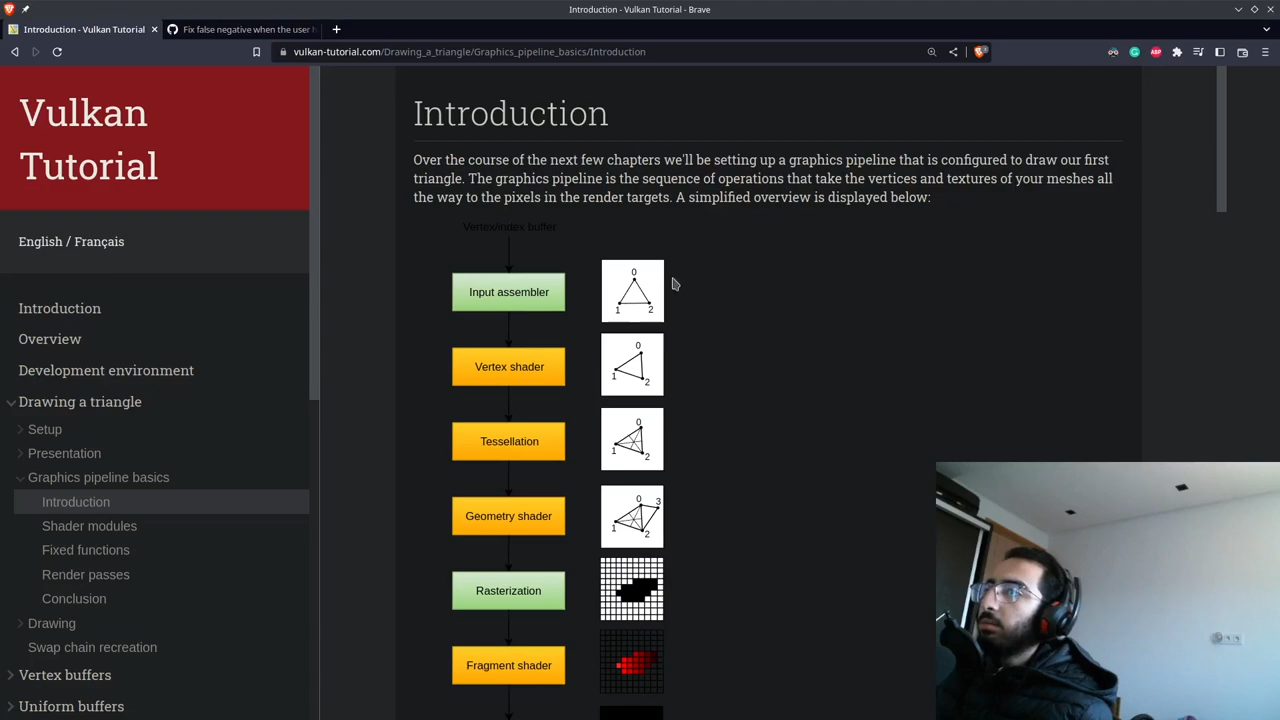 Introduction - Vulkan Tutorial - Brave
Introduction - Vulkan Tutorial
Fix false negative when the user h
vulkan-tutorial.com/Drawing_a_triangle/Graphics_pipeline_basics/Introduction
Vulkan
Tutorial
English / Français
Introduction
Overview
Development environment
Drawing a triangle
Setup
Presentation
Graphics pipeline basics
Introduction
Shader modules
Fixed functions
Render passes
Conclusion
Drawing
Swap chain recreation
Vertex buffers
Uniform buffers
Introduction
Over the course of the next few chapters we'll be setting up a graphics pipeline that is configured to draw our first
triangle. The graphics pipeline is the sequence of operations that take the vertices and textures of your meshes all
the way to the pixels in the render targets. A simplified overview is displayed below:
Vertex/index buffer
Input assembler
0
1 2
Vertex shader
0
1
2
Tessellation
0
1
2
Geometry shader
0 3
1
2
Rasterization
Fragment shader